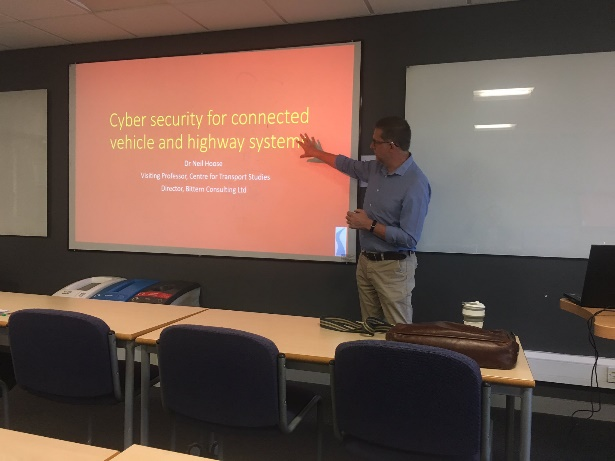 Cyber security for connected
vehicle and highway systems
Dr Neil Hoose
Visiting Professor, Centre for Transport Studies
Director, Bittern Consulting Ltd